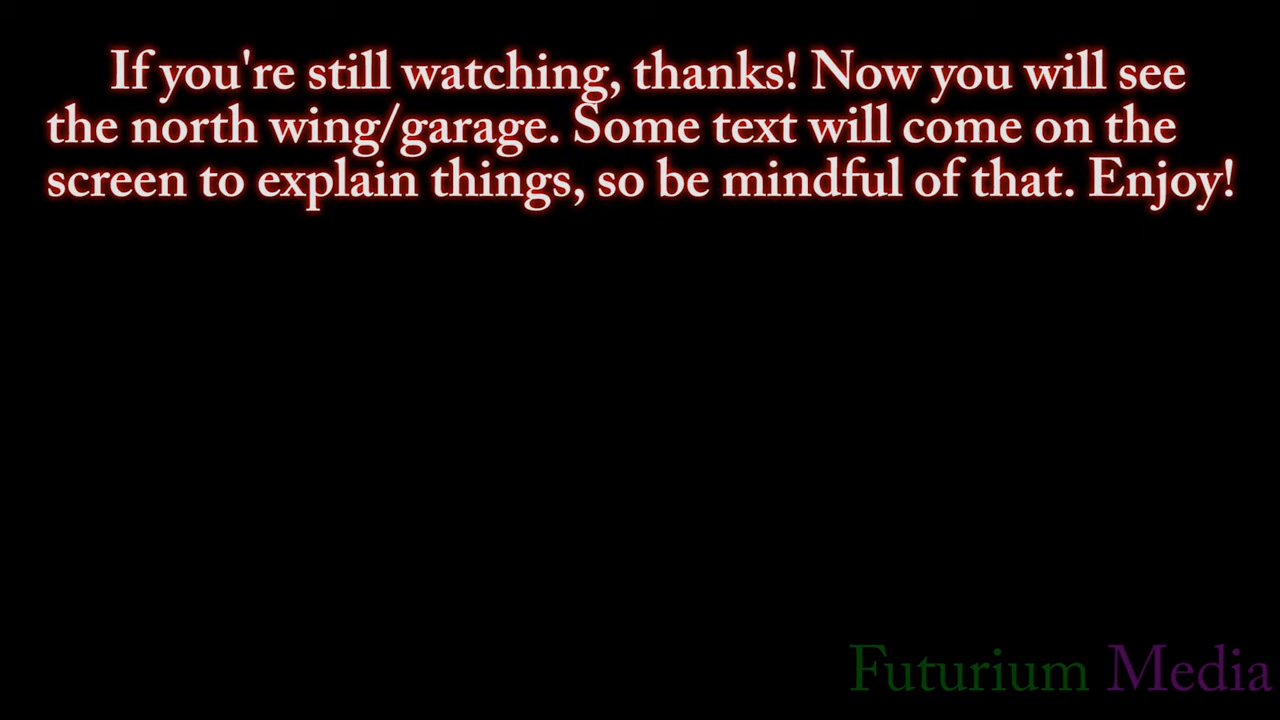 If you're still watching, thanks! Now you will see
the north wing/garage. Some text will come on the
screen to explain things, so be mindful of that. Enjoy!
Futurium Media